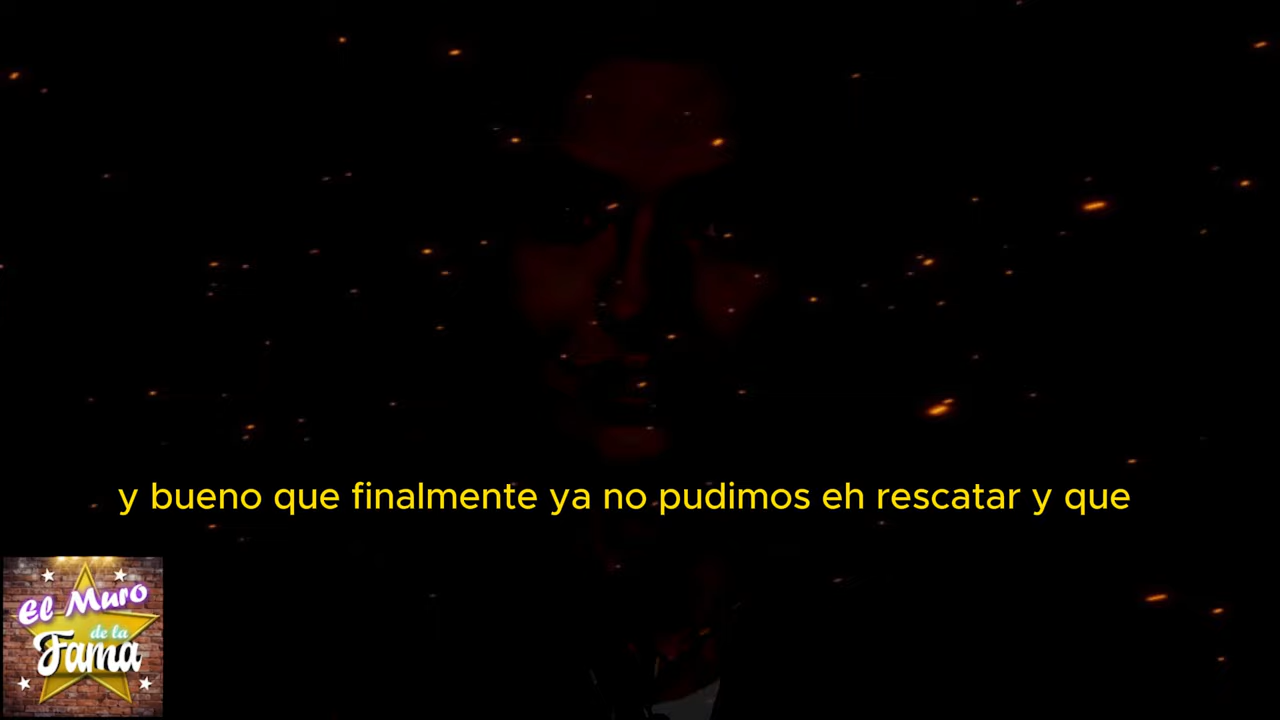 y bueno que finalmente ya no pudimos eh rescatar y que
El Muro
de la
Fama